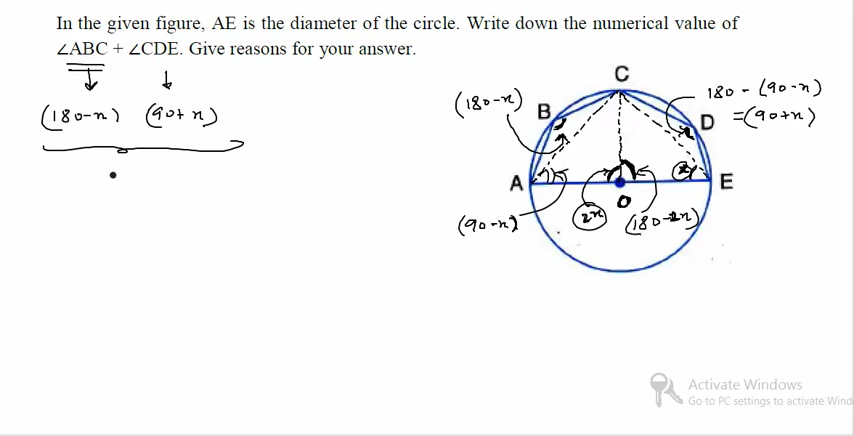 In the given figure, AE is the diameter of the circle. Write down the numerical value of
∠ABC + ∠CDE. Give reasons for your answer.
(180-x) (90+x)
C
(180-x)
B
180 - (90-x)
=(90+x)
D
A
x
E
O
(90-x)
2x
(180-2x)
Activate Windows
Go to PC settings to activate Wind